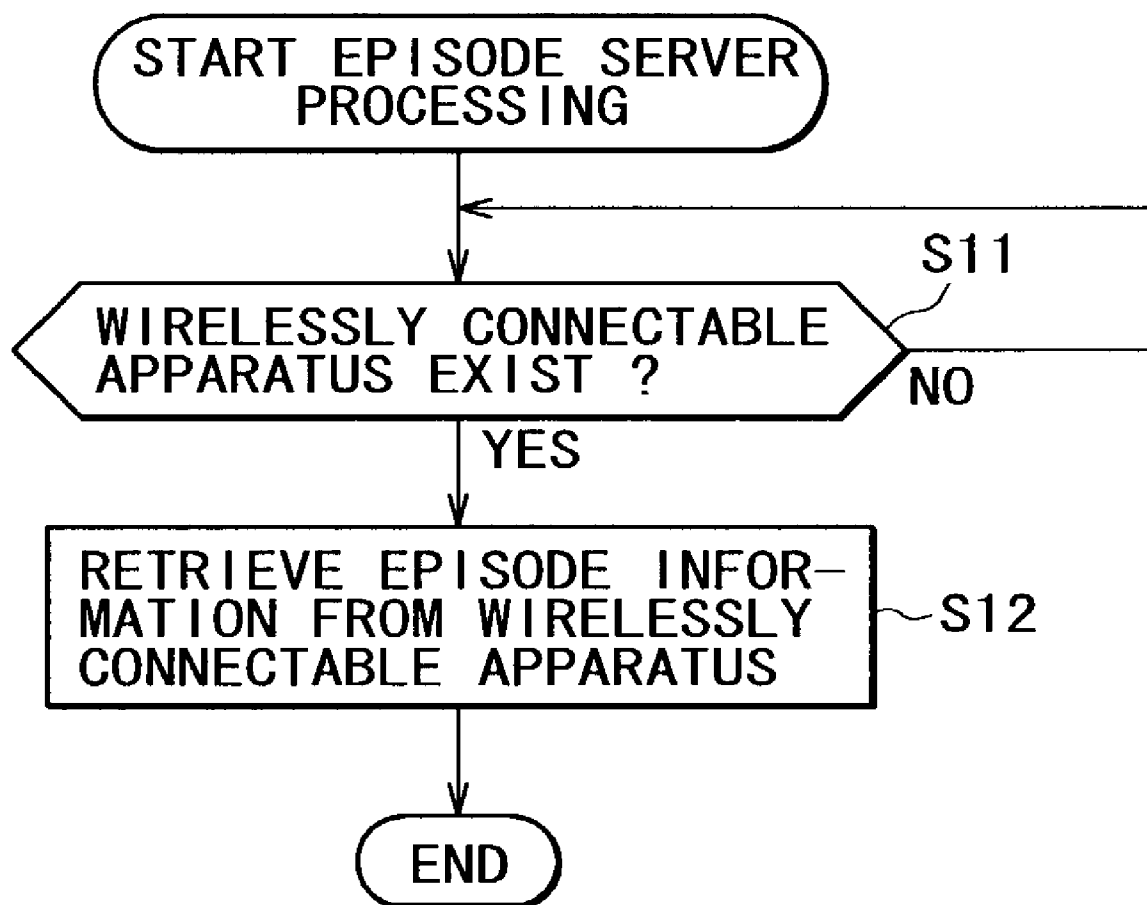 START EPISODE SERVER
PROCESSING
S11
WIRELESSLY CONNECTABLE
APPARATUS EXIST ?
NO
YES
RETRIEVE EPISODE INFOR-
MATION FROM WIRELESSLY
CONNECTABLE APPARATUS
S12
END